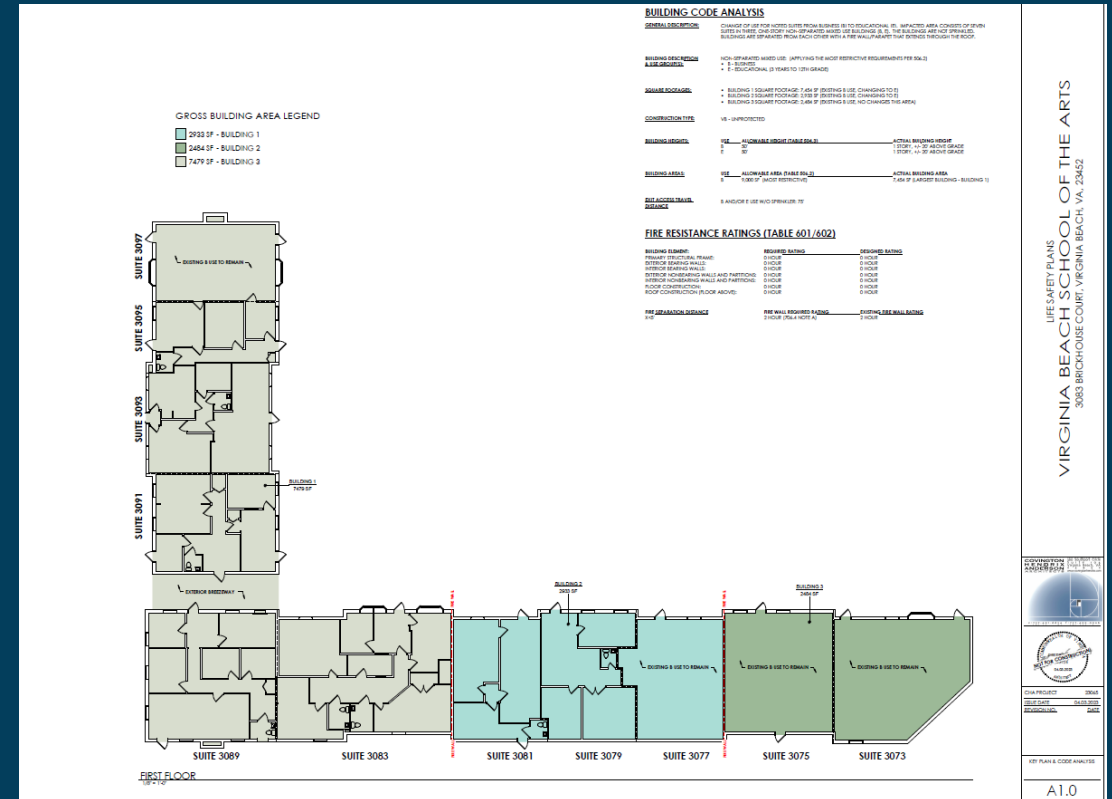 BUILDING CODE ANALYSIS
GENERAL DESCRIPTION: CHANGE OF USE FOR NOTED SUITES FROM BUSINESS (B) TO EDUCATIONAL (E). IMPACTED AREA CONSISTS OF SEVEN
SUITES IN THREE, ONE-STORY NON-SEPARATED MIXED USE BUILDINGS (B, E). THE BUILDINGS ARE NOT SPRINKLED.
BUILDINGS ARE SEPARATED FROM EACH OTHER WITH A FIRE WALL/PARAPET THAT EXTENDS THROUGH THE ROOF.
BUILDING DESCRIPTION NON-SEPARATED MIXED USE: (APPLYING THE MOST RESTRICTIVE REQUIREMENTS PER 506.2)
& USE GROUP(S): • B - BUSINESS
• E - EDUCATIONAL (3 YEARS TO 12TH GRADE)
SQUARE FOOTAGES: • BUILDING 1 SQUARE FOOTAGE: 7,454 SF (EXISTING B USE, CHANGING TO E)
• BUILDING 2 SQUARE FOOTAGE: 2,933 SF (EXISTING B USE, CHANGING TO E)
• BUILDING 3 SQUARE FOOTAGE: 2,484 SF (EXISTING B USE, NO CHANGES THIS AREA)
CONSTRUCTION TYPE: VB - UNPROTECTED
BUILDING HEIGHTS: USE ALLOWABLE HEIGHT (TABLE 504.3) ACTUAL BUILDING HEIGHT
1 STORY, +/- 20' ABOVE GRADE
1 STORY, +/- 20' ABOVE GRADE
BUILDING AREAS: USE ALLOWABLE AREA (TABLE 506.2) ACTUAL BUILDING AREA
B 9,000 SF (MOST RESTRICTIVE) 7,454 SF (LARGEST BUILDING - BUILDING 1)
EXIT ACCESS TRAVEL B AND/OR E USE W/O SPRINKLER: 75'
DISTANCE
FIRE RESISTANCE RATINGS (TABLE 601/602)
BUILDING ELEMENT: REQUIRED RATING DESIGNED RATING
PRIMARY STRUCTURAL FRAME: 0 HOUR 0 HOUR
EXTERIOR BEARING WALLS: 0 HOUR 0 HOUR
INTERIOR BEARING WALLS: 0 HOUR 0 HOUR
EXTERIOR NONBEARING WALLS AND PARTITIONS: 0 HOUR 0 HOUR
INTERIOR NONBEARING WALLS AND PARTITIONS: 0 HOUR 0 HOUR
FLOOR CONSTRUCTION: 0 HOUR 0 HOUR
ROOF CONSTRUCTION (FLOOR ABOVE): 0 HOUR 0 HOUR
FIRE SEPARATION DISTANCE FIRE WALL REQUIRED RATING EXISTING FIRE WALL RATING
2 HOUR (706.4 NOTE A) 2 HOUR
GROSS BUILDING AREA LEGEND
2933 SF - BUILDING 1
2484 SF - BUILDING 2
7479 SF - BUILDING 3
SUITE 3097
EXISTING B USE TO REMAIN
SUITE 3095
SUITE 3093
BUILDING 1
7479 SF
SUITE 3091
EXTERIOR BREEZEWAY
BUILDING 2
2933 SF
BUILDING 3
2484 SF
EXISTING B USE TO REMAIN
EXISTING B USE TO REMAIN
EXISTING B USE TO REMAIN
SUITE 3089
SUITE 3083
SUITE 3081
SUITE 3079
SUITE 3077
SUITE 3075
SUITE 3073
FIRST FLOOR
1/8" = 1'-0"
LIFE SAFETY PLANS
VIRGINIA BEACH SCHOOL OF THE ARTS
3083 BRICKHOUSE COURT, VIRGINIA BEACH, VA, 23452
COVINGTON
HENDRIX
ANDERSON
ARCHITECTS
NOT FOR CONSTRUCTION
CHA PROJECT
ISSUE DATE 04.03.2023
REVISION NO. DATE
KEY PLAN & CODE ANALYSIS
A1.0